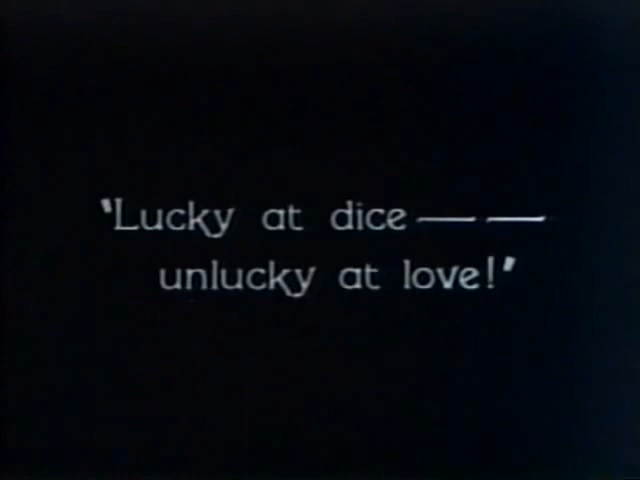 "Lucky at dice — —
unlucky at love!"